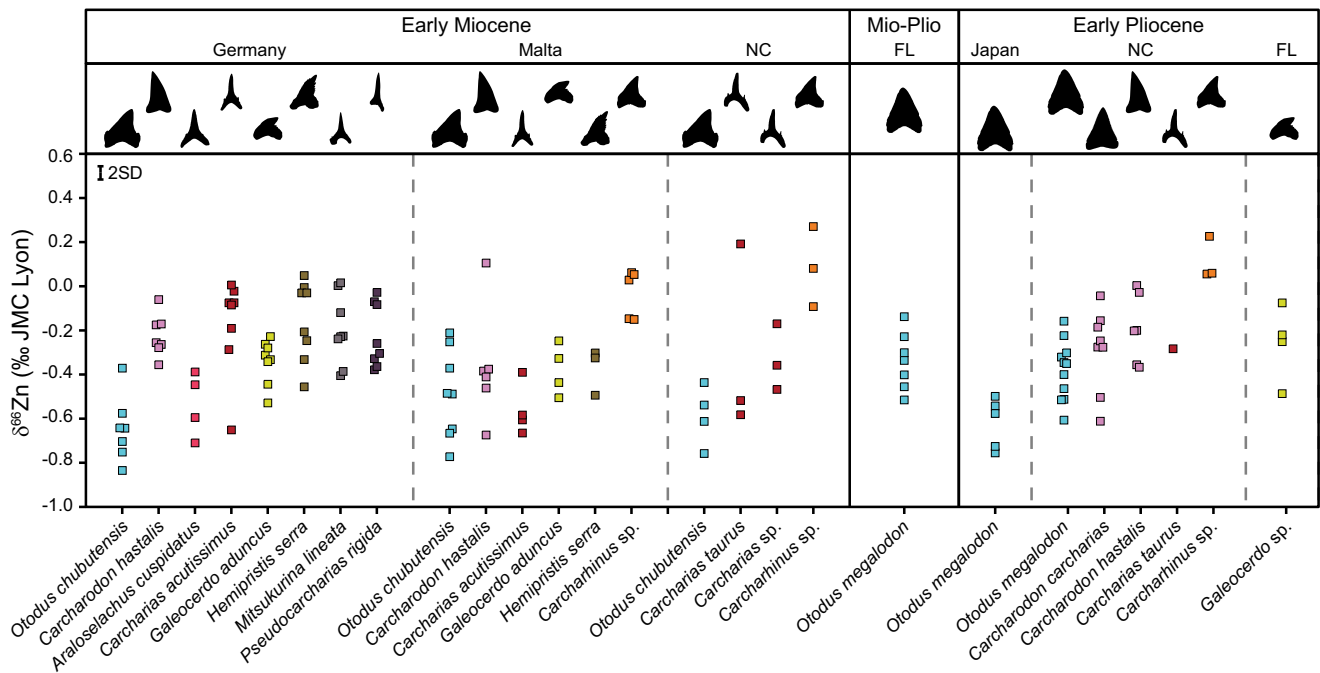 Early Miocene Mio-Plio Early Pliocene
Germany Malta NC FL Japan NC FL
0.6
2SD
0.4
0.2
0.0
-0.2
-0.4
-0.6
-0.8
-1.0
δ⁶⁶Zn (‰ JMC Lyon)
Otodus chubutensis
Carcharodon hastalis
Araloselachus cuspidatus
Carcharias acutissimus
Galeocerdo aduncus
Hemipristis serra
Mitsukurina lineata
Pseudocarcharias rigida
Otodus chubutensis
Carcharodon hastalis
Carcharias acutissimus
Galeocerdo aduncus
Hemipristis serra
Carcharhinus sp.
Otodus chubutensis
Carcharias taurus
Carcharias sp.
Carcharhinus sp.
Otodus megalodon
Otodus megalodon
Otodus megalodon
Carcharodon carcharias
Carcharodon hastalis
Carcharias taurus
Carcharhinus sp.
Galeocerdo sp.